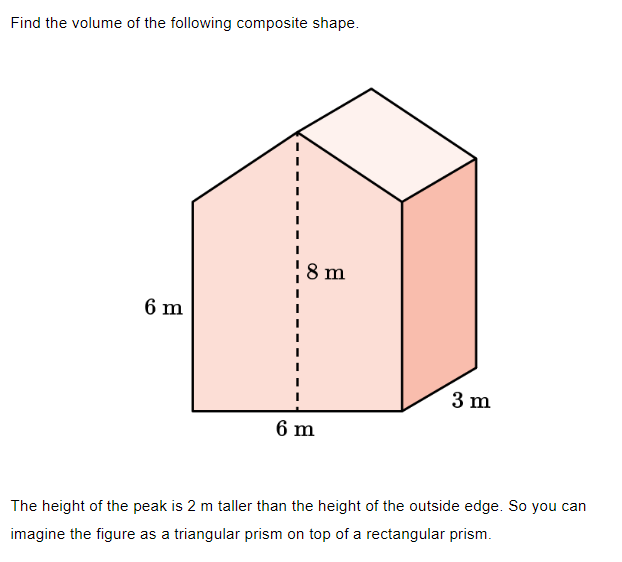 Find the volume of the following composite shape.
8 m
6 m
3 m
6 m
The height of the peak is 2 m taller than the height of the outside edge. So you can
imagine the figure as a triangular prism on top of a rectangular prism.